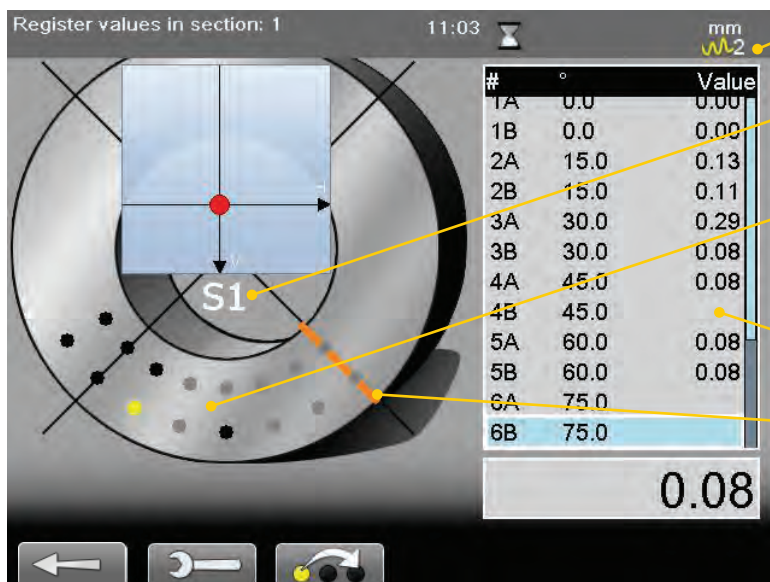 Register values in section: 1
11:03
mm
2
# ° Value
1A 0.0 0.00
1B 0.0 0.00
2A 15.0 0.13
2B 15.0 0.11
3A 30.0 0.29
3B 30.0 0.08
4A 45.0 0.08
4B 45.0
5A 60.0 0.08
5B 60.0 0.08
6A 75.0
6B 75.0
S1
0.08